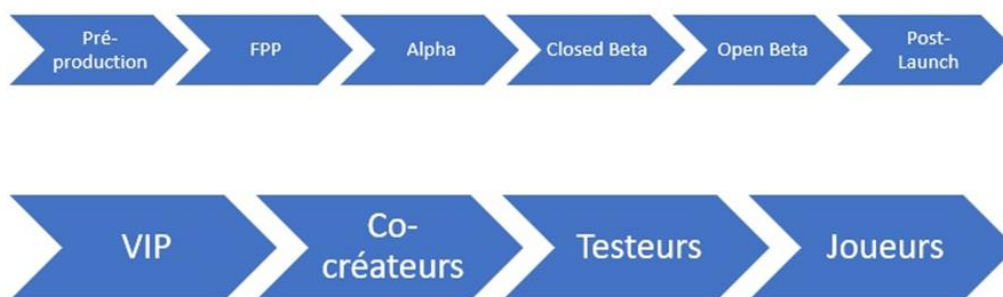 Pré-
production
FPP
Alpha
Closed Beta
Open Beta
Post-
Launch
VIP
Co-
créateurs
Testeurs
Joueurs